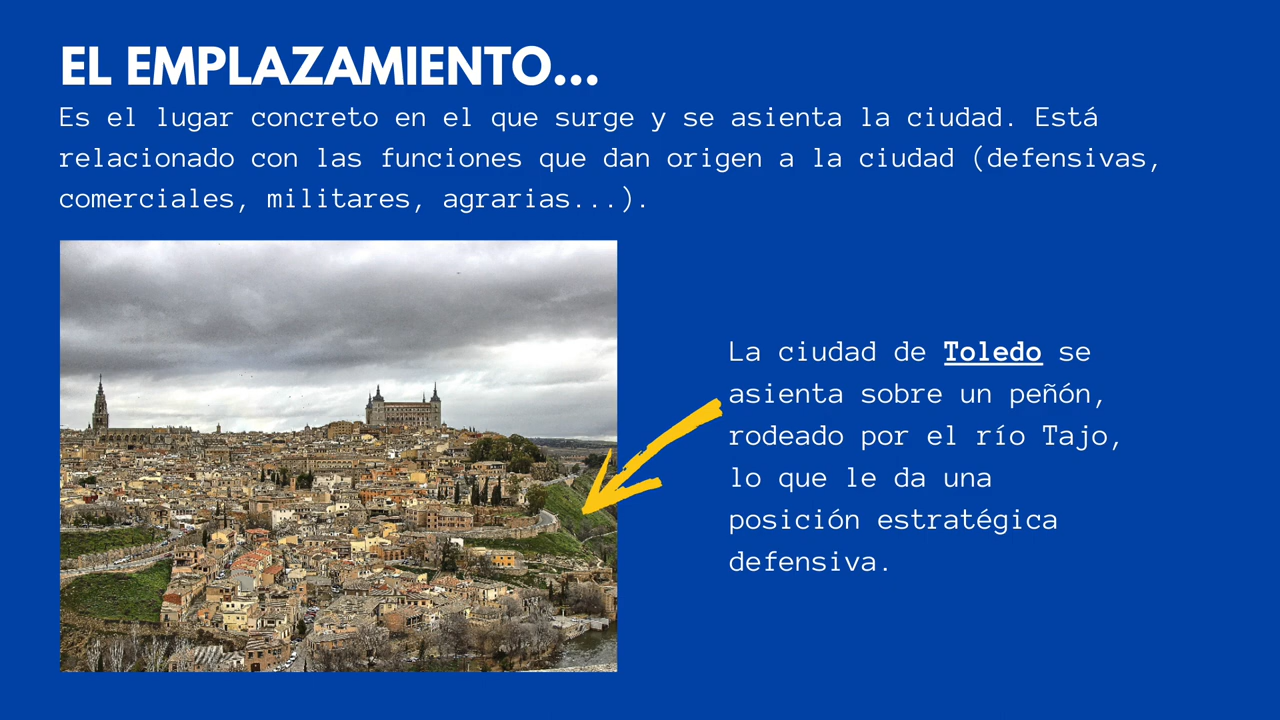 EL EMPLAZAMIENTO...
Es el lugar concreto en el que surge y se asienta la ciudad. Está
relacionado con las funciones que dan origen a la ciudad (defensivas,
comerciales, militares, agrarias...).
La ciudad de Toledo se
asienta sobre un peñón,
rodeado por el río Tajo,
lo que le da una
posición estratégica
defensiva.